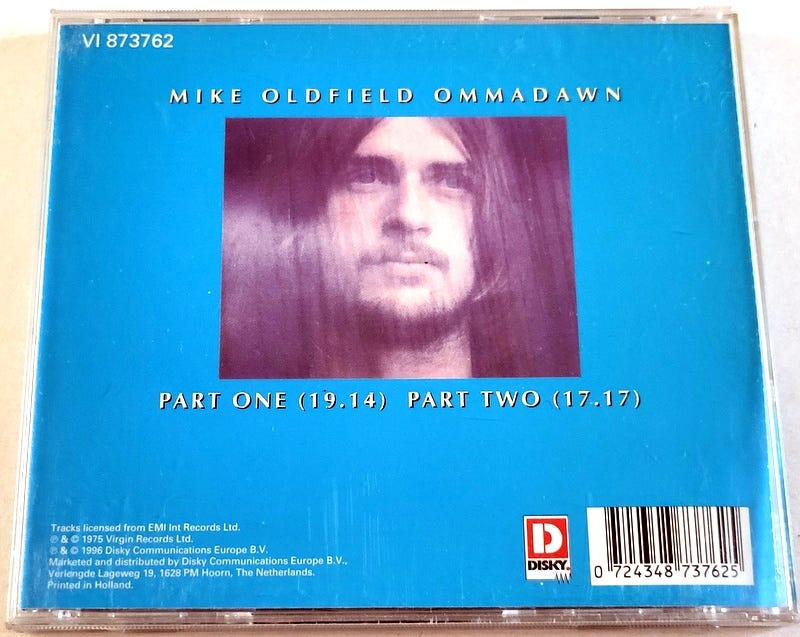 VI 873762
MIKE OLDFIELD OMMADAWN
PART ONE (19.14) PART TWO (17.17)
Tracks licensed from EMI Int Records Ltd.
℗ & © 1975 Virgin Records Ltd.
℗ & © 1996 Disky Communications Europe B.V.
Marketed and distributed by Disky Communications Europe B.V.,
Verlengde Lageweg 19, 1628 PM Hoorn, The Netherlands.
Printed in Holland.
D
DISKY
0 724348 737625